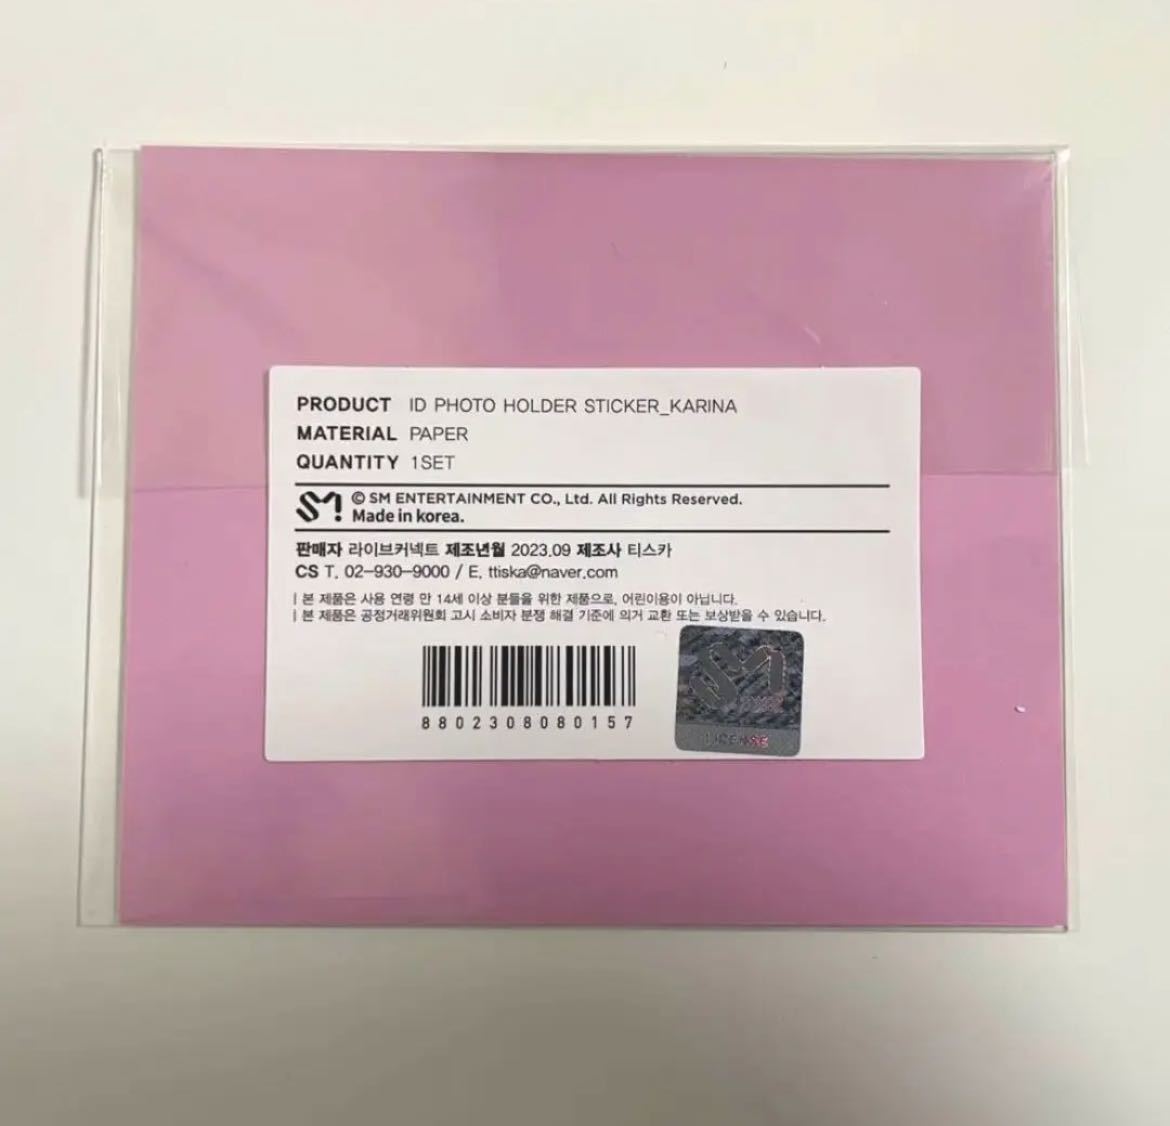 PRODUCT ID PHOTO HOLDER STICKER_KARINA
MATERIAL PAPER
QUANTITY 1SET
SM! © SM ENTERTAINMENT CO., Ltd. All Rights Reserved.
Made in korea.
판매자 라이브커넥트 제조년월 2023.09 제조사 티스카
CS T. 02-930-9000 / E. ttiska@naver.com
| 본 제품은 사용 연령 만 14세 이상 분들을 위한 제품으로, 어린이용이 아닙니다.
| 본 제품은 공정거래위원회 고시 소비자 분쟁 해결 기준에 의거 교환 또는 보상받을 수 있습니다.
8802308080157
SM
LICENSE